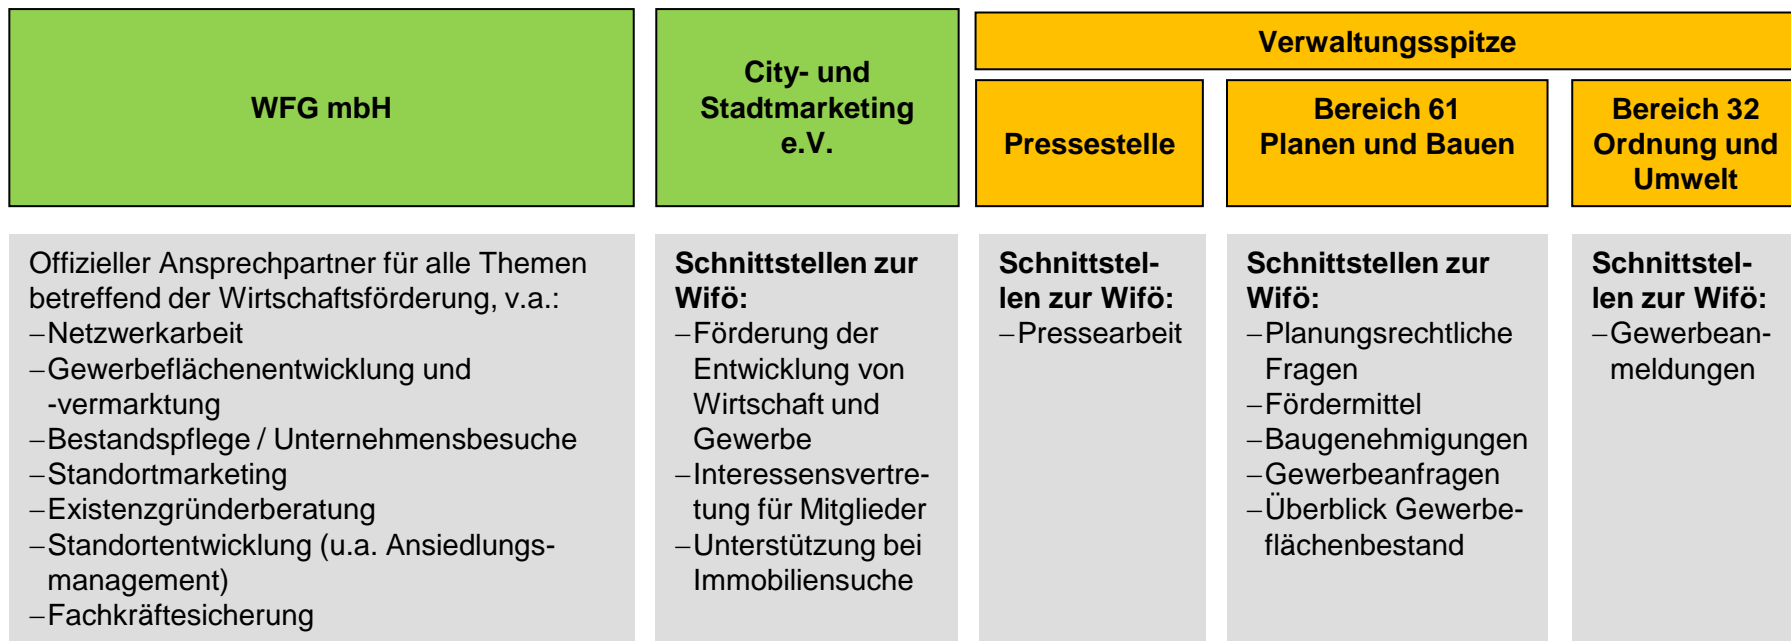 WFG mbH
City- und
Stadtmarketing
e.V.
Verwaltungsspitze
Pressestelle
Bereich 61
Planen und Bauen
Bereich 32
Ordnung und
Umwelt
Offizieller Ansprechpartner für alle Themen
betreffend der Wirtschaftsförderung, v.a.:
–Netzwerkarbeit
–Gewerbeflächenentwicklung und
-vermarktung
–Bestandspflege / Unternehmensbesuche
–Standortmarketing
–Existenzgründerberatung
–Standortentwicklung (u.a. Ansiedlungs-
management)
–Fachkräftesicherung
Schnittstellen zur
Wifö:
–Förderung der
Entwicklung von
Wirtschaft und
Gewerbe
–Interessensvertre-
tung für Mitglieder
–Unterstützung bei
Immobiliensuche
Schnittstel-
len zur Wifö:
–Pressearbeit
Schnittstellen zur
Wifö:
–Planungsrechtliche
Fragen
–Fördermittel
–Baugenehmigungen
–Gewerbeanfragen
–Überblick Gewerbe-
flächenbestand
Schnittstel-
len zur Wifö:
–Gewerbean-
meldungen